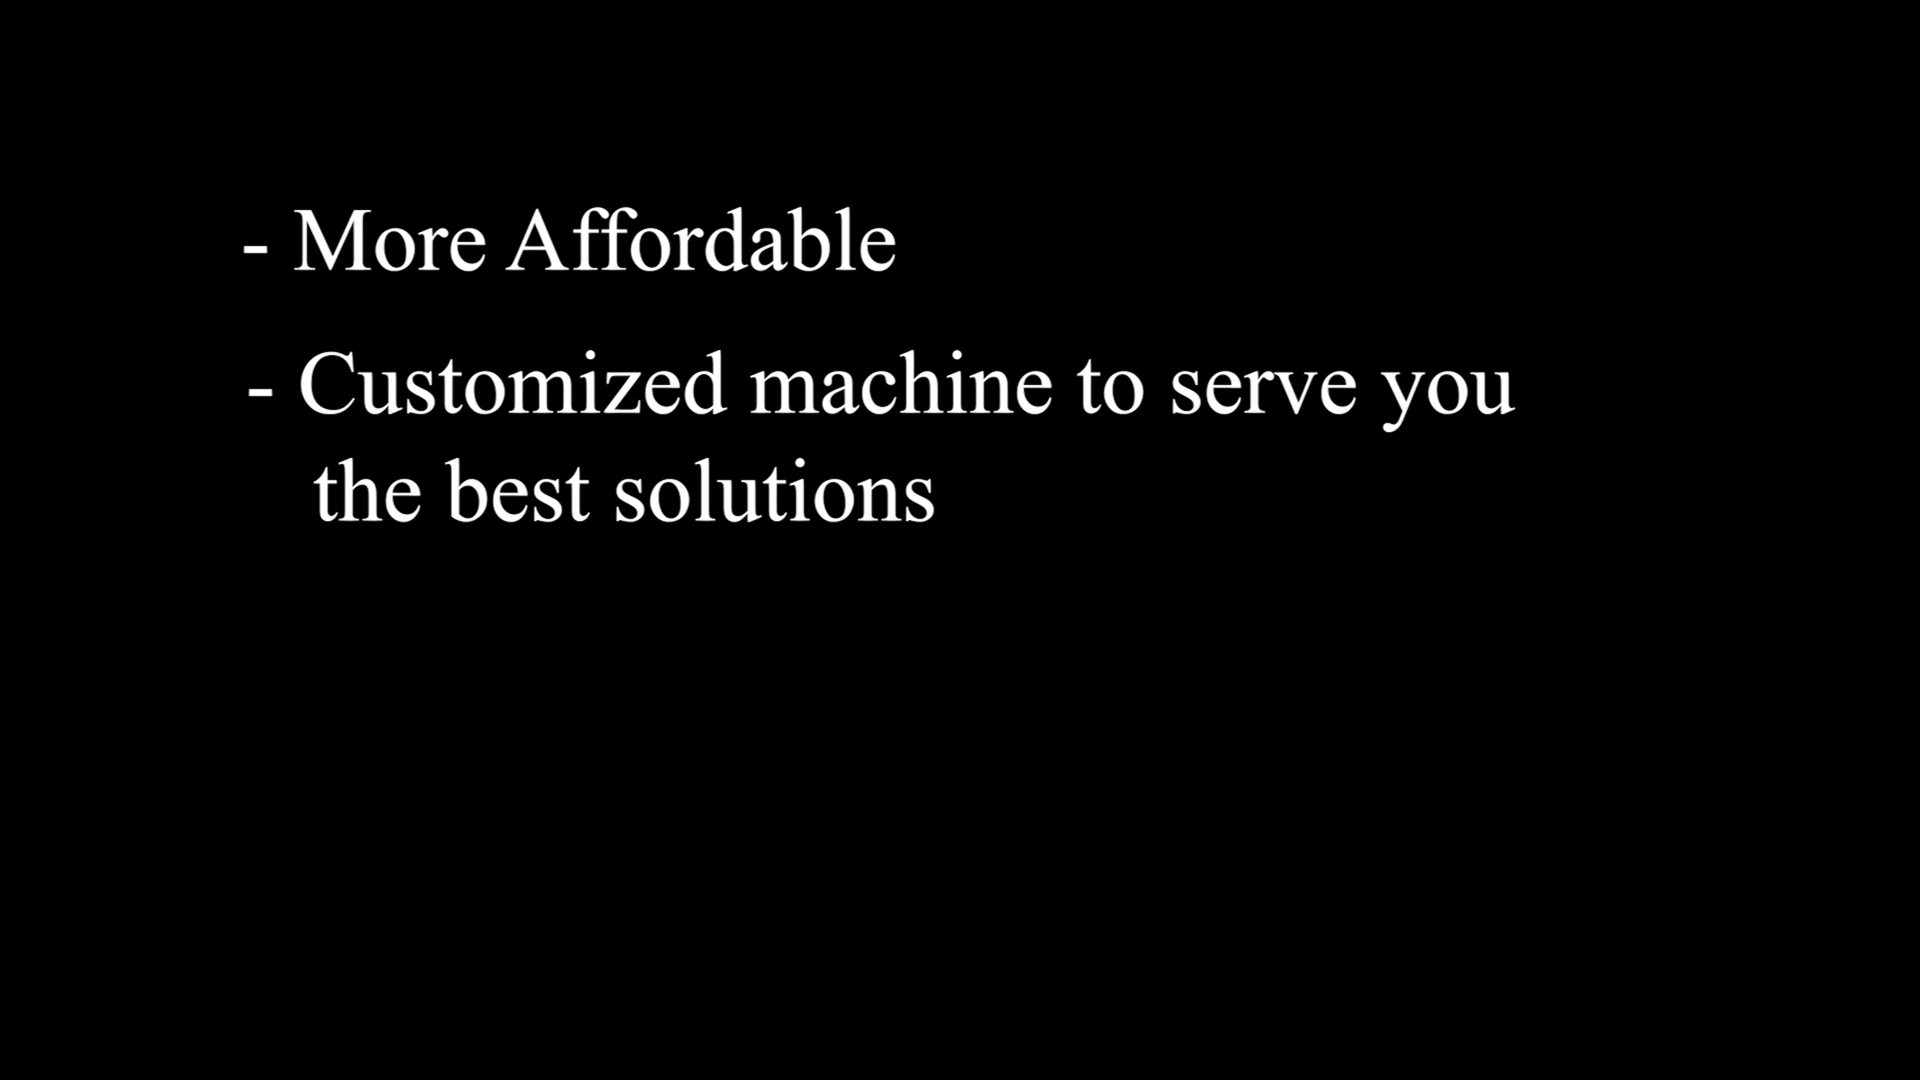 - More Affordable
- Customized machine to serve you
the best solutions